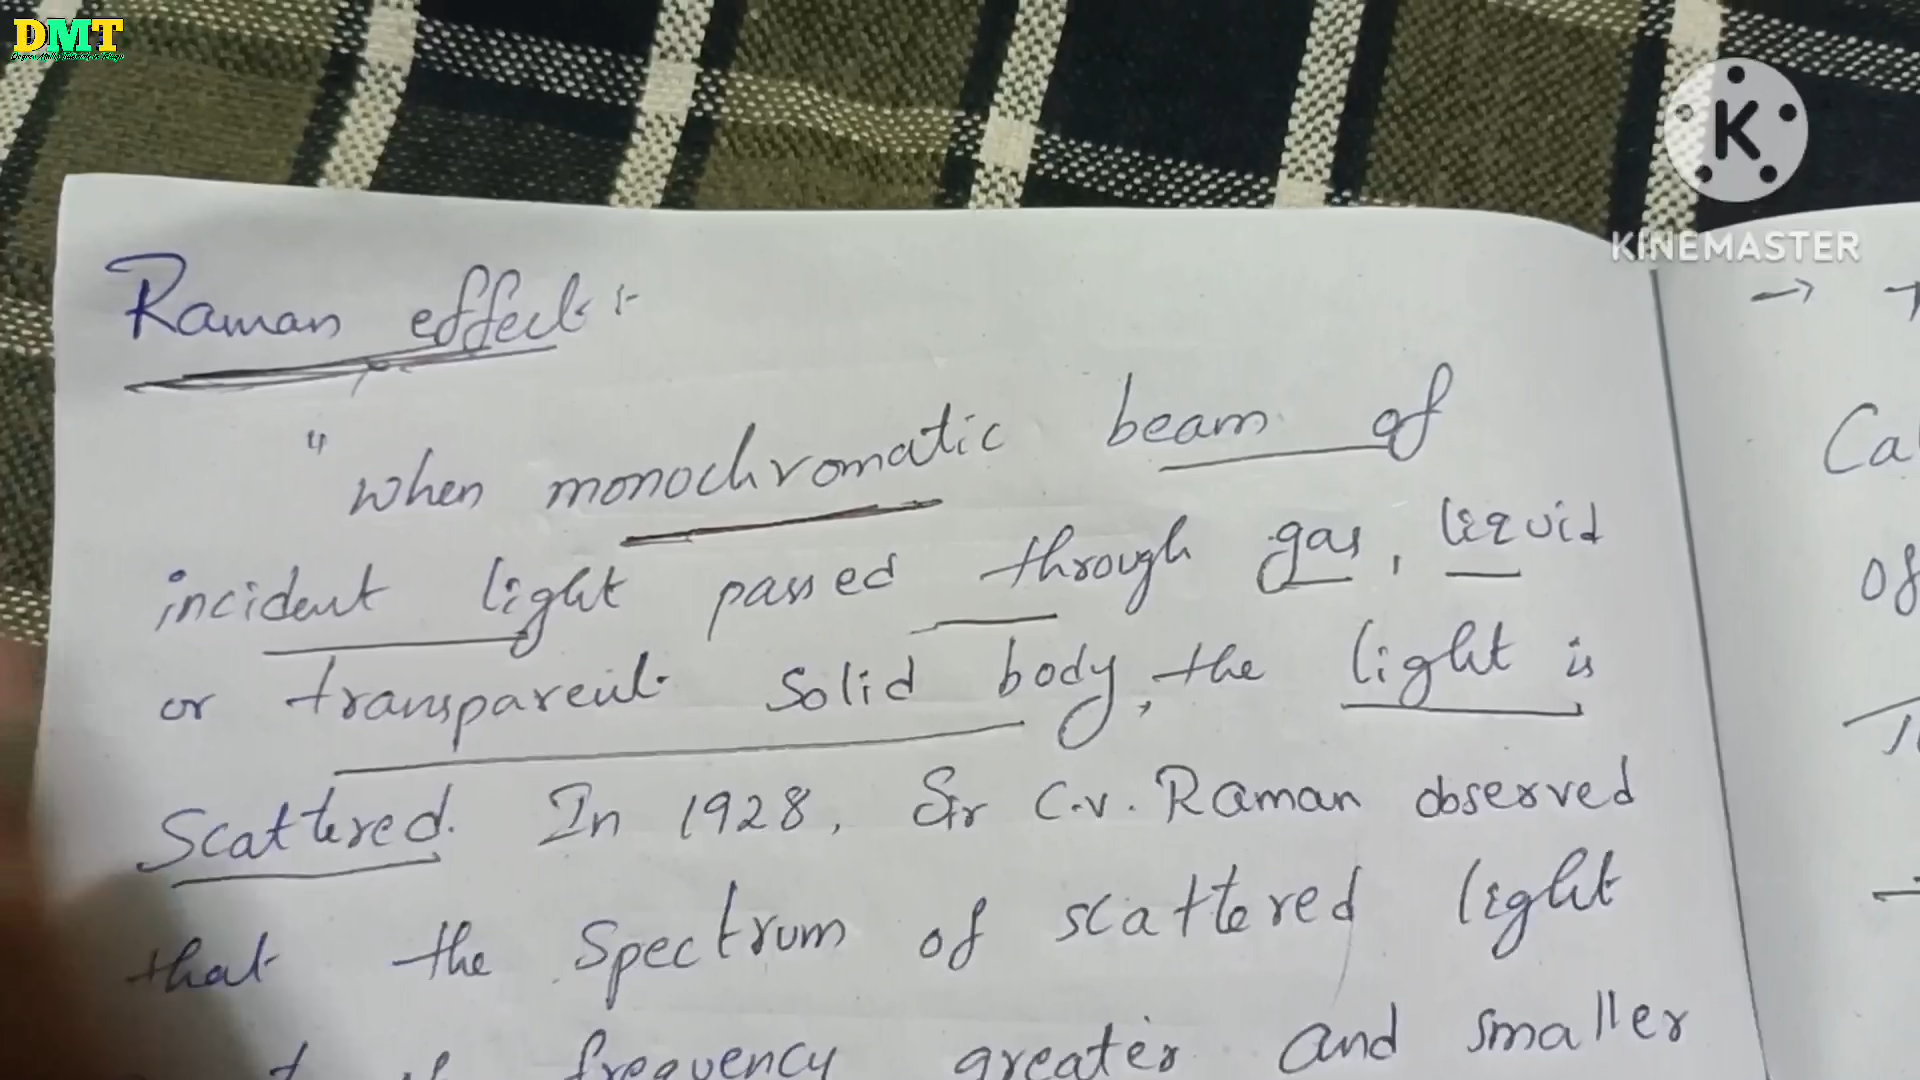 DMT
KINEMASTER
Raman effect:-
"when monochromatic beam of
incident light passed through gas, liquid
or transparent solid body, the light is
Scattered. In 1928, Sir C.V. Raman observed
that the Spectrum of scattered light
frequency greater and smaller
→
Ca
of